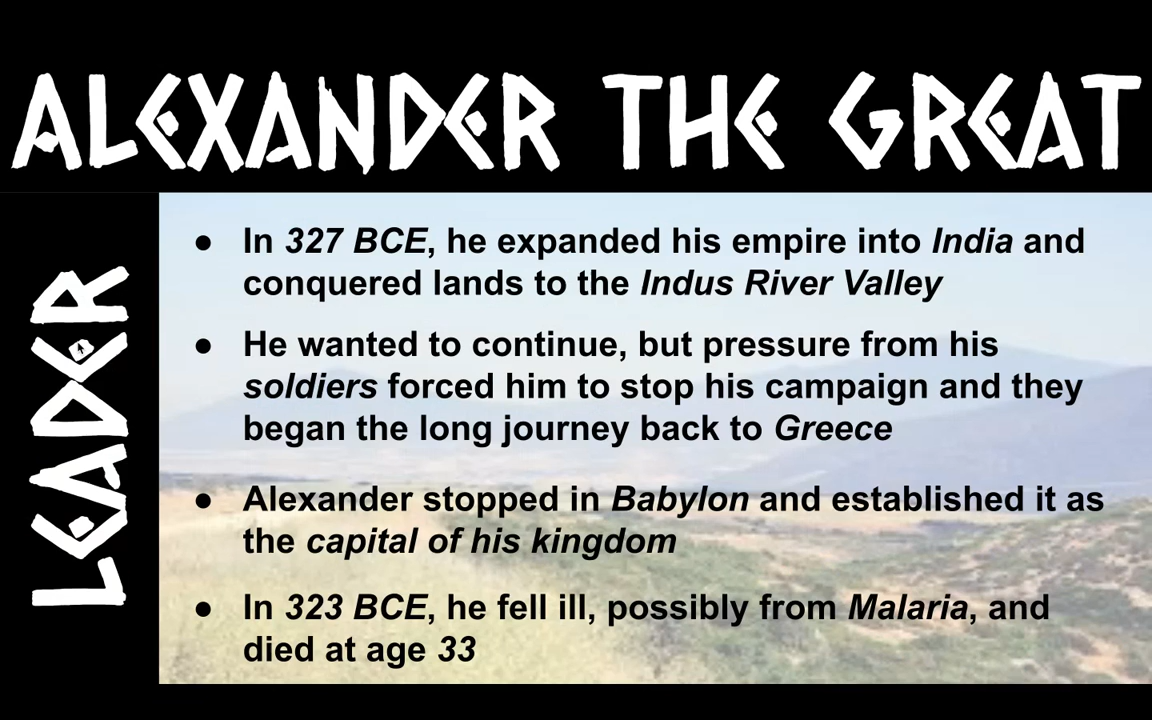 ALEXANDER THE GREAT
LEADER
● In 327 BCE, he expanded his empire into India and
conquered lands to the Indus River Valley
● He wanted to continue, but pressure from his
soldiers forced him to stop his campaign and they
began the long journey back to Greece
● Alexander stopped in Babylon and established it as
the capital of his kingdom
● In 323 BCE, he fell ill, possibly from Malaria, and
died at age 33